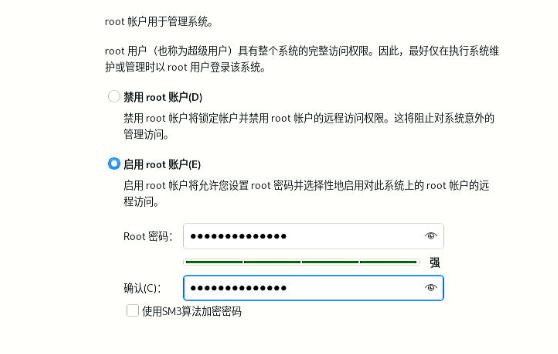 root 帐户用于管理系统。
root 用户（也称为超级用户）具有整个系统的完整访问权限。因此，最好仅在执行系统维
护或管理时以 root 用户登录该系统。
禁用 root 账户(D)
禁用 root 帐户将锁定帐户并禁用 root 帐户的远程访问权限。这将阻止对系统意外的
管理访问。
启用 root 账户(E)
启用 root 帐户将允许您设置 root 密码并选择性地启用对此系统上的 root 帐户的远
程访问。
Root 密码：
强
确认(C)：
使用SM3算法加密密码